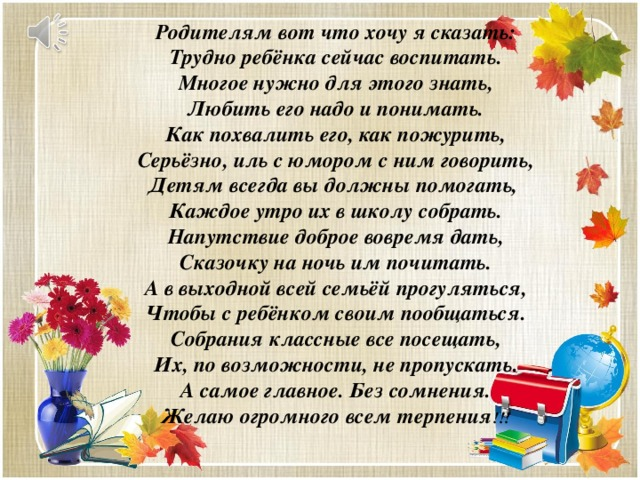 Родителям вот что хочу я сказать:
Трудно ребёнка сейчас воспитать.
Многое нужно для этого знать,
Любить его надо и понимать.
Как похвалить его, как пожурить,
Серьёзно, иль с юмором с ним говорить,
Детям всегда вы должны помогать,
Каждое утро их в школу собрать.
Напутствие доброе вовремя дать,
Сказочку на ночь им почитать.
А в выходной всей семьёй прогуляться,
Чтобы с ребёнком своим пообщаться.
Собрания классные все посещать,
Их, по возможности, не пропускать.
А самое главное. Без сомнения.
Желаю огромного всем терпения!!!